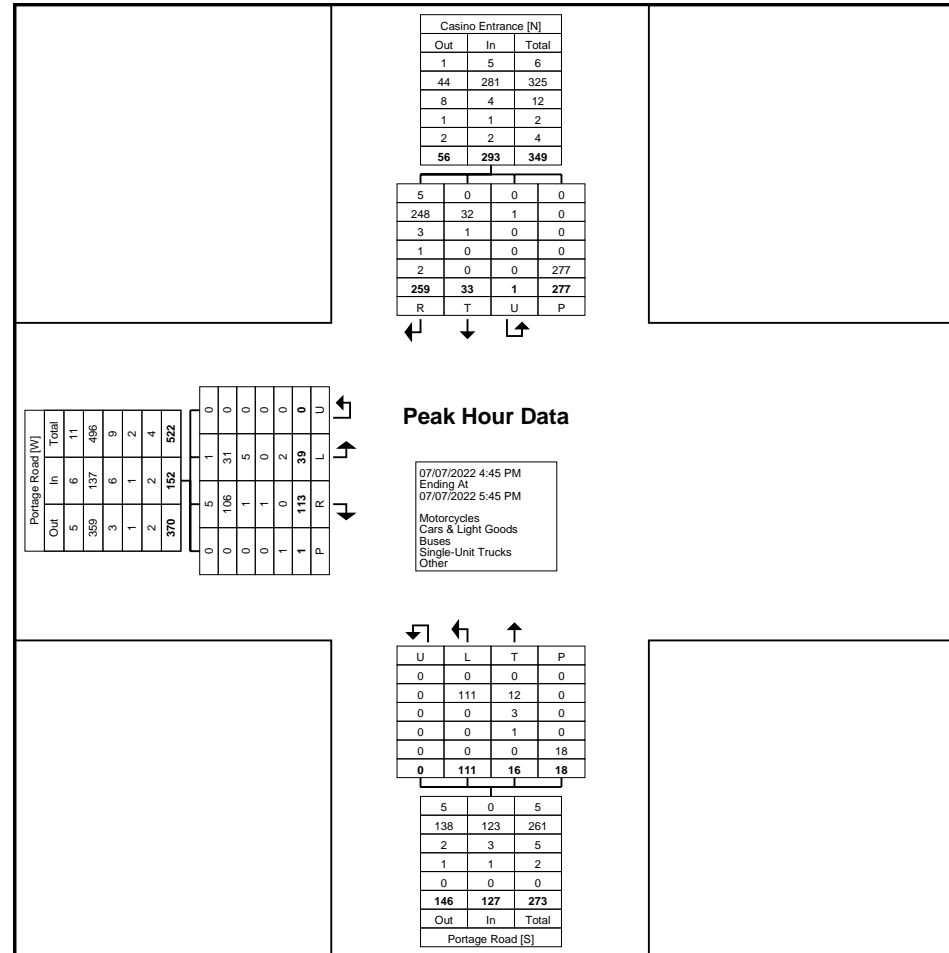 Casino Entrance [N]
Out In Total
1 5 6
44 281 325
8 4 12
1 1 2
2 2 4
56 293 349
5 0 0 0
248 32 1 0
3 1 0 0
1 0 0 0
2 0 0 277
259 33 1 277
R T U P
Portage Road [W]
Out In Total
5 6 11
359 137 496
3 6 9
1 1 2
2 2 4
370 152 522
0 5 1 0
0 106 31 0
0 1 5 0
0 1 0 0
1 0 2 0
1 113 39 0
P R L U
Peak Hour Data
07/07/2022 4:45 PM
Ending At
07/07/2022 5:45 PM
Motorcycles
Cars & Light Goods
Buses
Single-Unit Trucks
Other
U L T P
0 0 0 0
0 111 12 0
0 0 3 0
0 0 1 0
0 0 0 18
0 111 16 18
5 0 5
138 123 261
2 3 5
1 1 2
0 0 0
146 127 273
Out In Total
Portage Road [S]